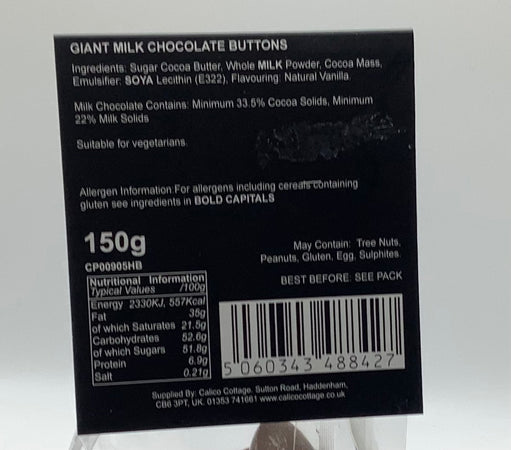 GIANT MILK CHOCOLATE BUTTONS
Ingredients: Sugar Cocoa Butter, Whole MILK Powder, Cocoa Mass,
Emulsifier: SOYA Lecithin (E322), Flavouring: Natural Vanilla.
Milk Chocolate Contains: Minimum 33.5% Cocoa Solids, Minimum
22% Milk Solids
Suitable for vegetarians.
Allergen Information.For allergens including cereals containing
gluten see ingredients in BOLD CAPITALS
150g
CP00905HB
May Contain: Tree Nuts,
Peanuts, Gluten, Egg, Sulphites.
BEST BEFORE: SEE PACK
Nutritional Information
Typical Values /100g
Energy 2330KJ, 557Kcal
Fat 35g
of which Saturates 21.5g
Carbohydrates 52.6g
of which Sugars 51.8g
Protein 6.9g
Salt 0.21g
5 060343 488427
Supplied By: Calico Cottage, Sutton Road, Haddenham,
CB6 3PT, UK. 01353 741661 www.calicocottage.co.uk